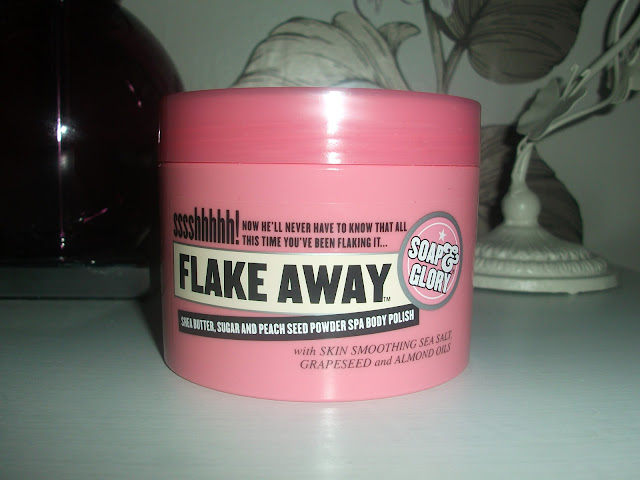 sssshhhhh! NOW HE'LL NEVER HAVE TO KNOW THAT ALL
THIS TIME YOU'VE BEEN FLAKING IT...
FLAKE AWAY™
SOAP&
GLORY
SHEA BUTTER, SUGAR AND PEACH SEED POWDER SPA BODY POLISH
with SKIN SMOOTHING SEA SALT,
GRAPESEED and ALMOND OILS